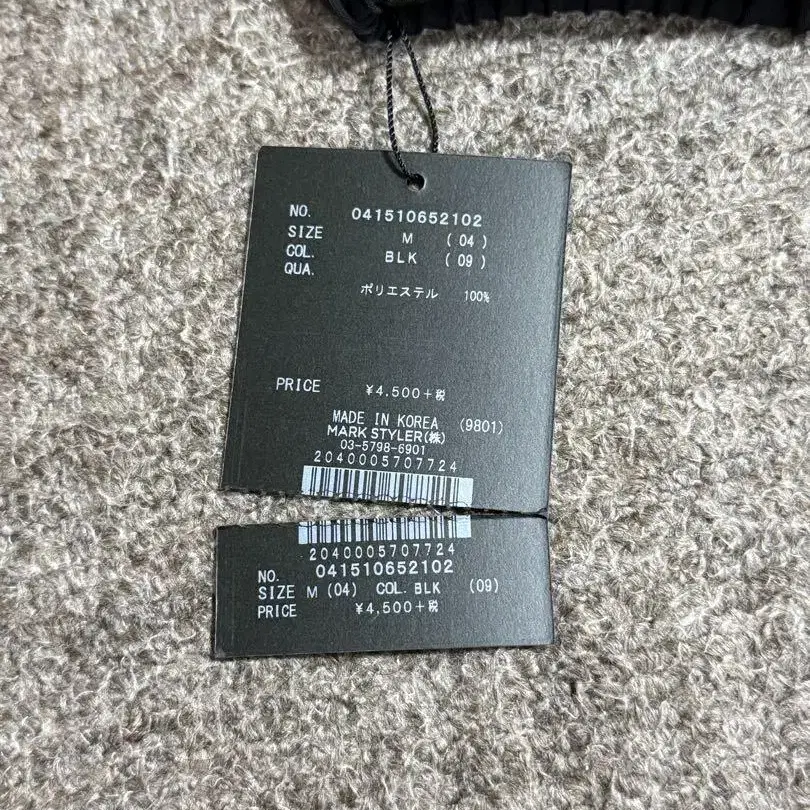 NO. 041510652102
SIZE M (04)
COL. BLK (09)
QUA.
ポリエステル 100%
PRICE ¥4,500+税
MADE IN KOREA (9801)
MARK STYLER(株)
03-5798-6901
2040005707724
2040005707724
NO. 041510652102
SIZE M (04) COL. BLK (09)
PRICE ¥4,500+税